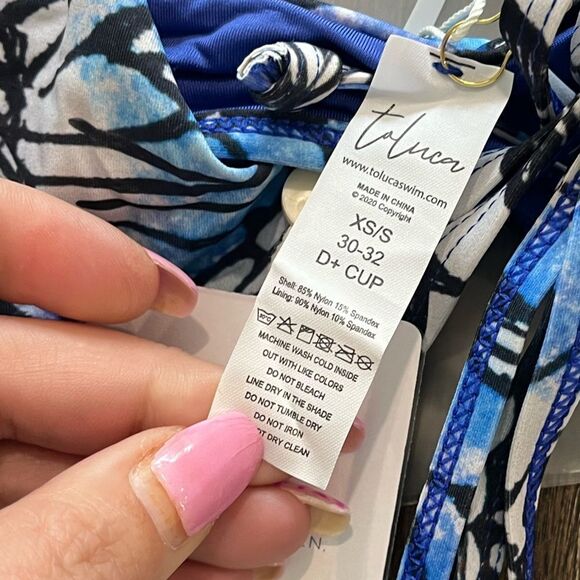 toluca
www.tolucaswim.com
MADE IN CHINA
© 2020 Copyright
XS/S
30-32
D+ CUP
Shell: 85% Nylon 15% Spandex
Lining: 90% Nylon 10% Spandex
MACHINE WASH COLD INSIDE
OUT WITH LIKE COLORS
DO NOT BLEACH
LINE DRY IN THE SHADE
DO NOT TUMBLE DRY
DO NOT IRON
DRY CLEAN